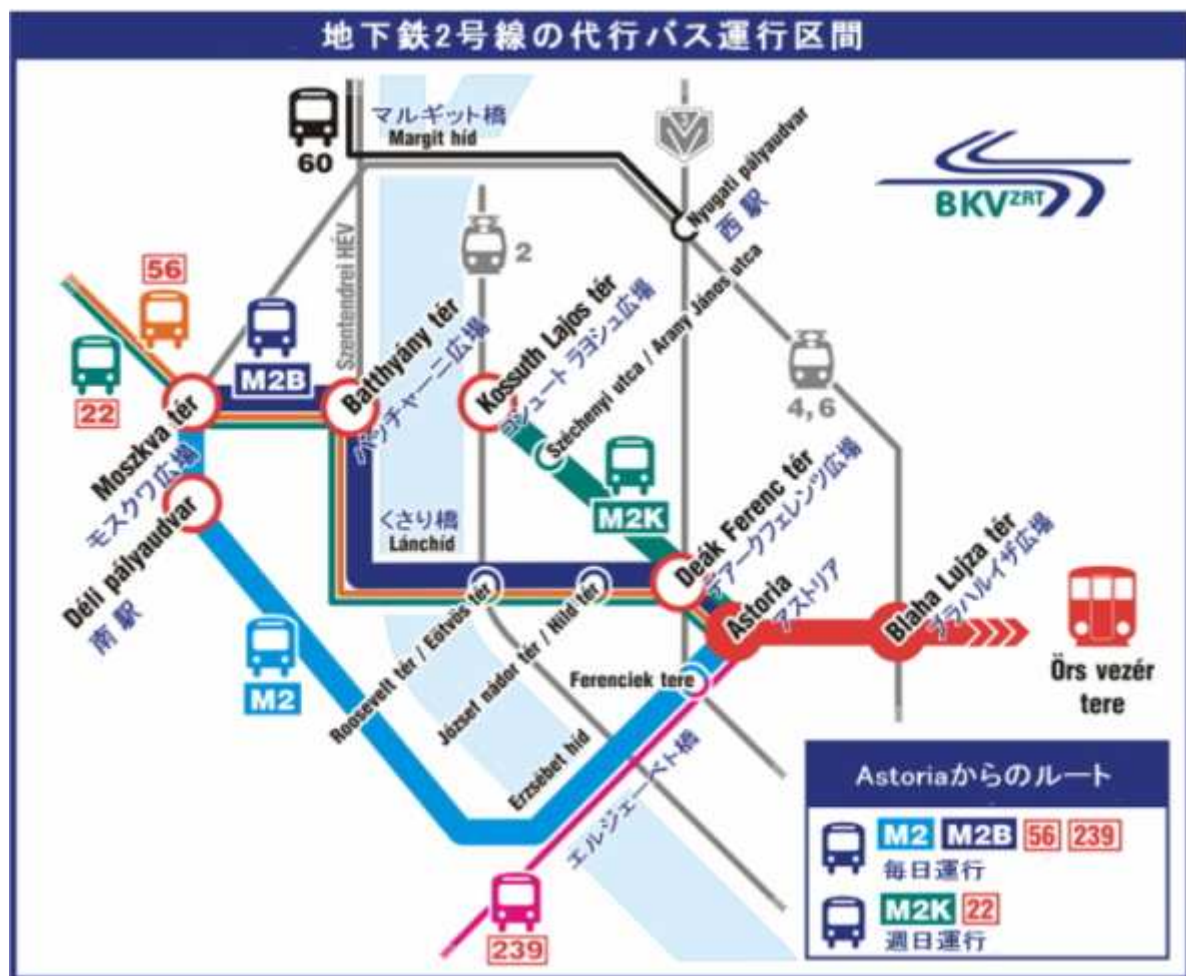 地下鉄2号線の代行バス運行区間
マルギット橋
Margit híd
60
3
M
Nyugati pályaudvar
西駅
BKV ZRT
Szentendrei HÉV
2
56
22
M2B
Batthyány tér
バッチャーニ広場
Kossuth Lajos tér
コシュートラヨシュ広場
Széchenyi utca / Arany János utca
4, 6
Moszkva tér
モスクワ広場
M2K
くさり橋
Lánchíd
Deák Ferenc tér
デアークフェレンツ広場
Déli pályaudvar
南駅
Astoria
アストリア
Blaha Lujza tér
ブラハルイザ広場
M2
Roosevelt tér / Eötvös tér
József nádor tér / Hild tér
Ferenciek tere
Örs vezér
tere
Erzsébet híd
エルジェーベト橋
239
Astoriaからのルート
M2 M2B 56 239
毎日運行
M2K 22
週日運行